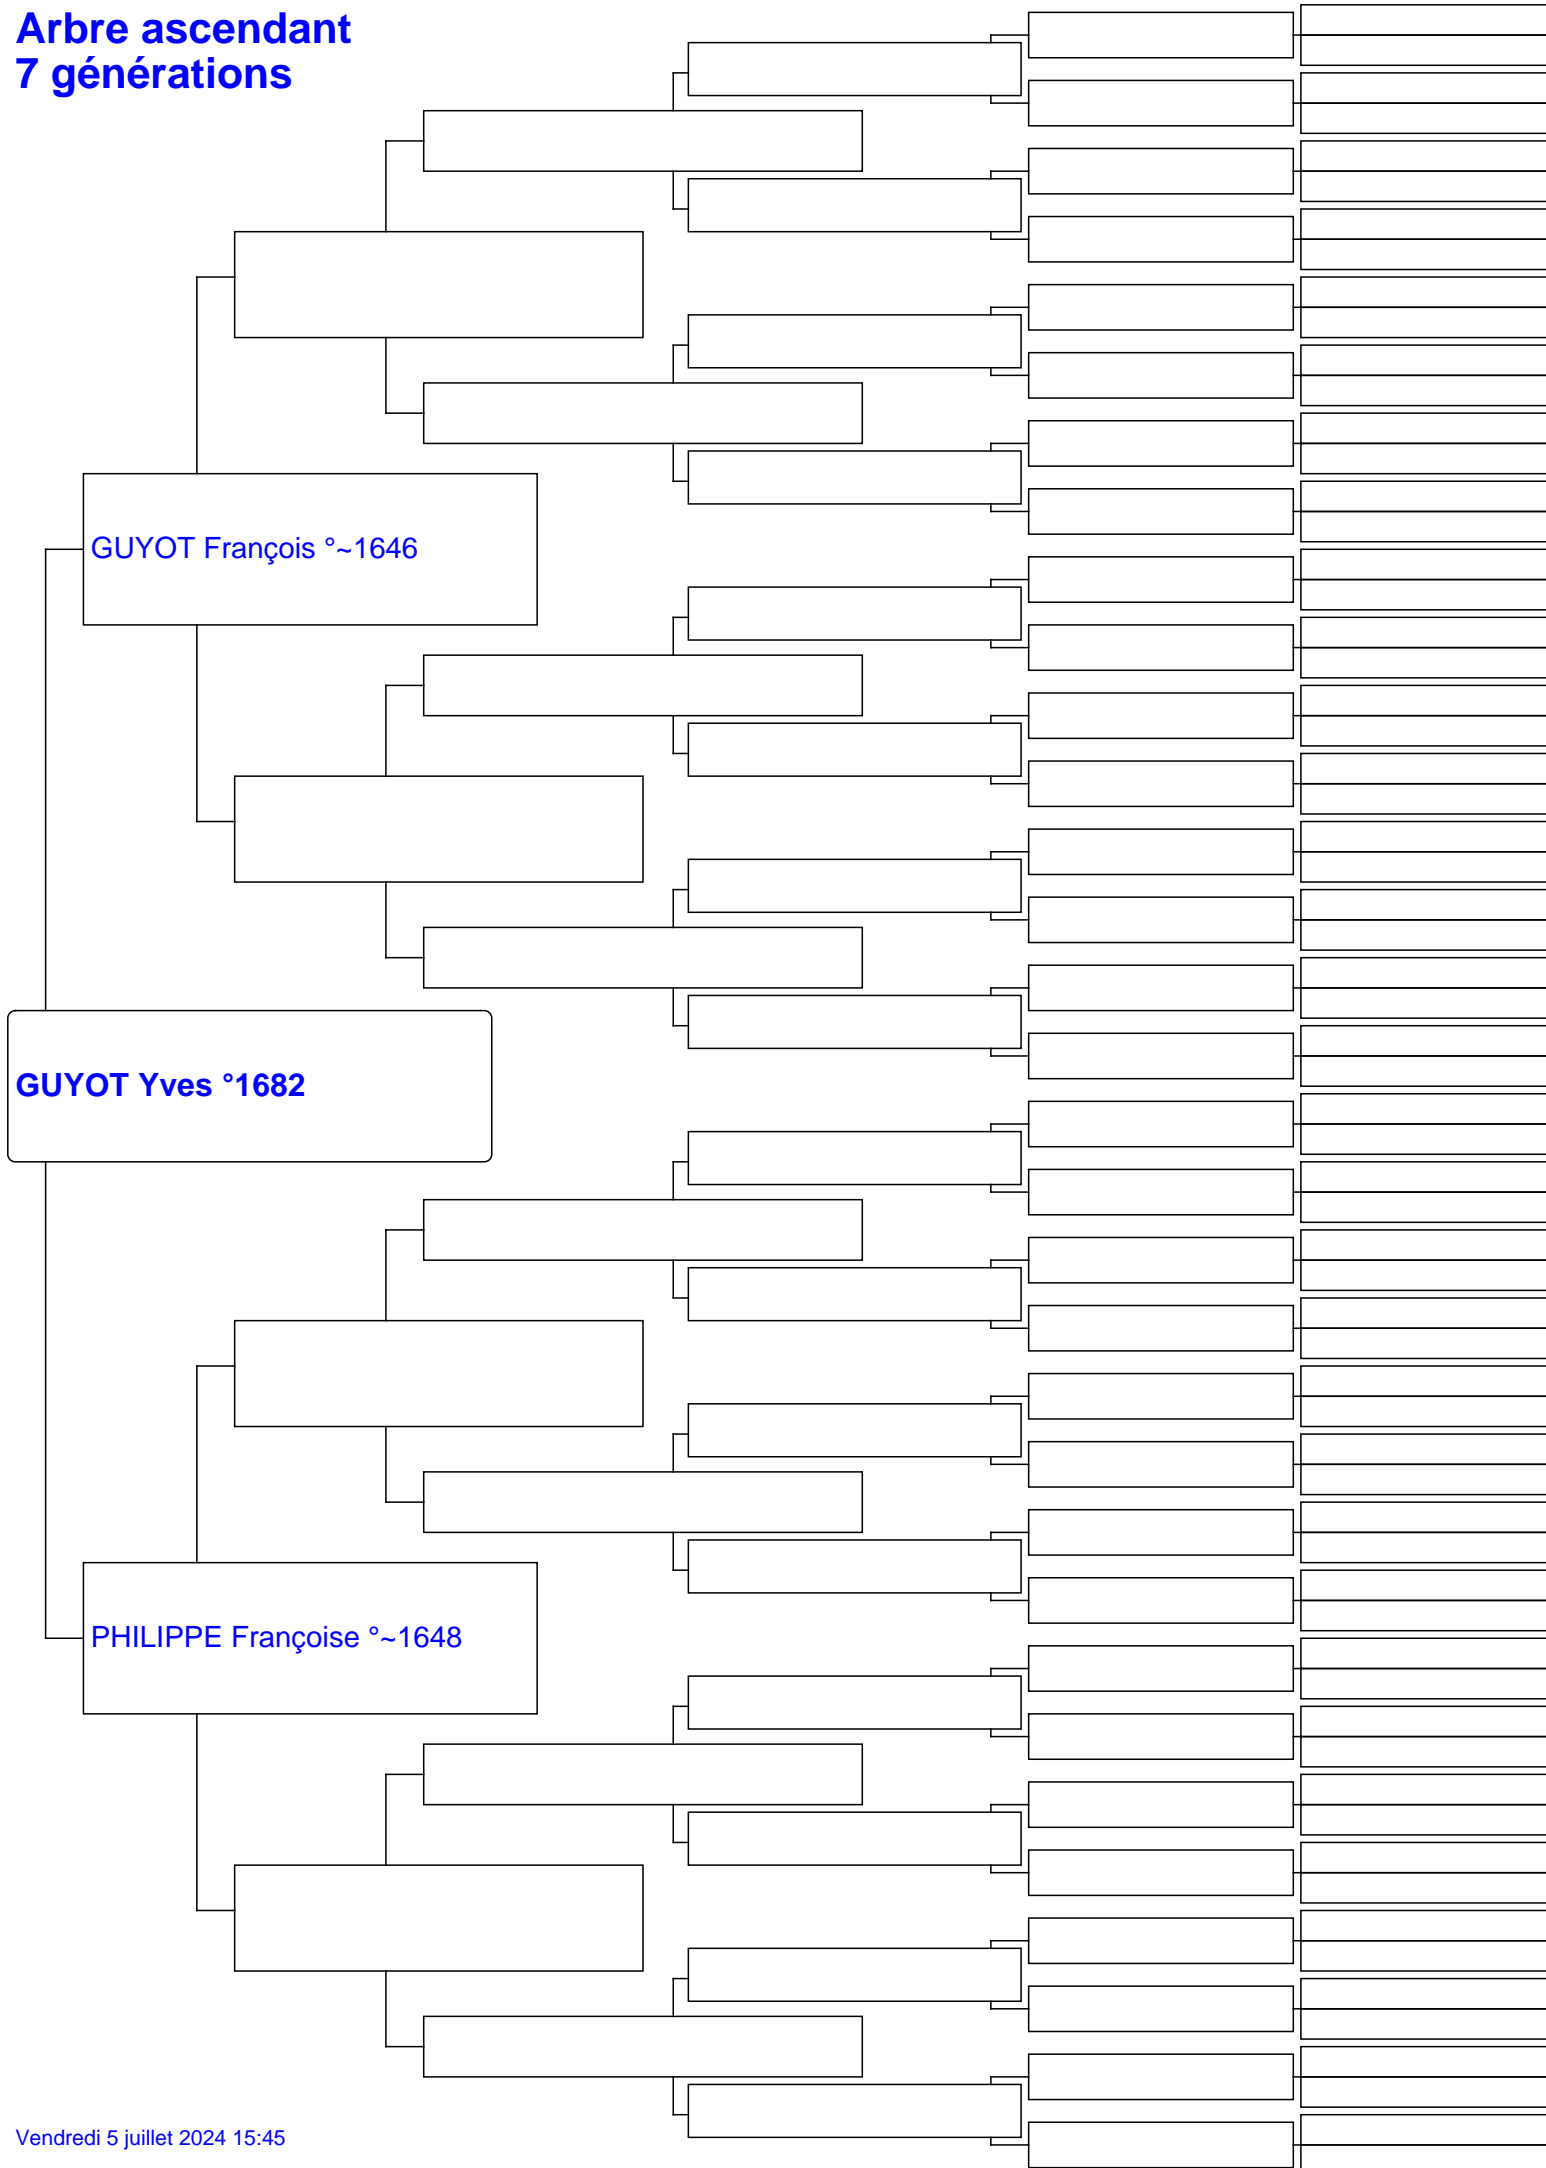 Arbre ascendant
7 générations
GUYOT François °~1646
GUYOT Yves °1682
PHILIPPE Françoise °~1648
Vendredi 5 juillet 2024 15:45